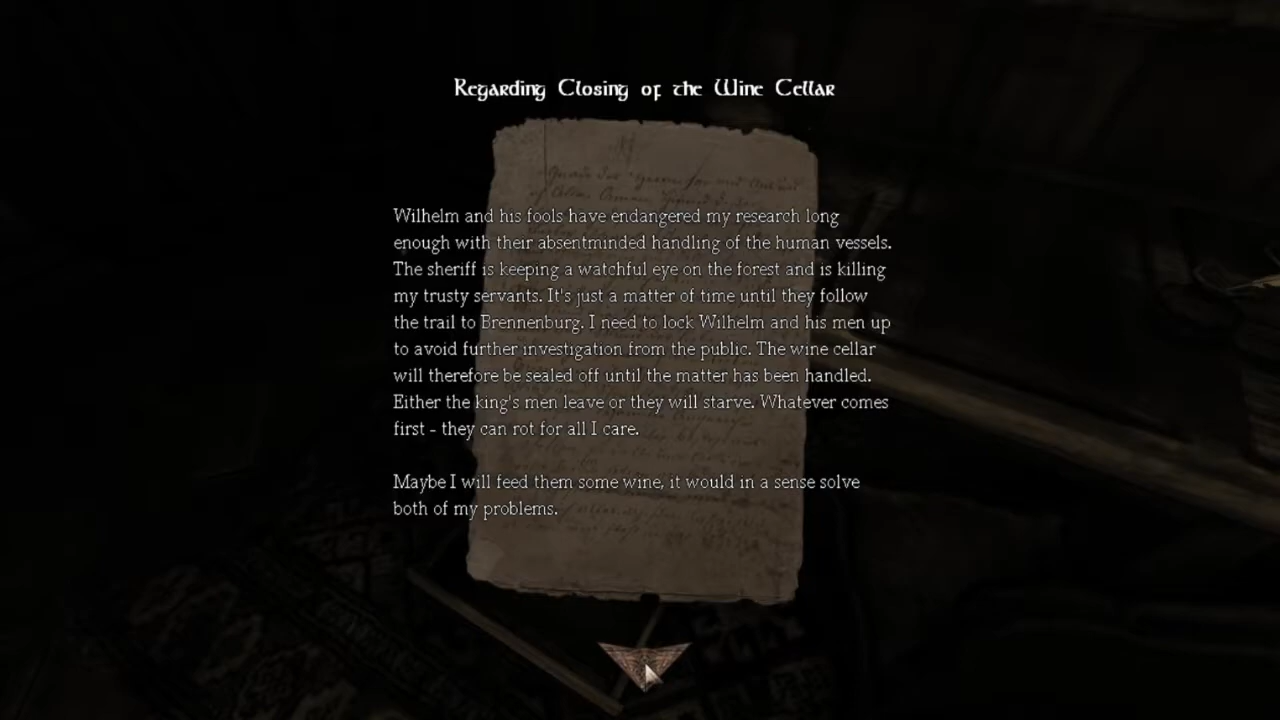 Regarding Closing of the Wine Cellar
Wilhelm and his fools have endangered my research long
enough with their absentminded handling of the human vessels.
The sheriff is keeping a watchful eye on the forest and is killing
my trusty servants. It's just a matter of time until they follow
the trail to Brennenburg. I need to lock Wilhelm and his men up
to avoid further investigation from the public. The wine cellar
will therefore be sealed off until the matter has been handled.
Either the king's men leave or they will starve. Whatever comes
first - they can rot for all I care.
Maybe I will feed them some wine, it would in a sense solve
both of my problems.